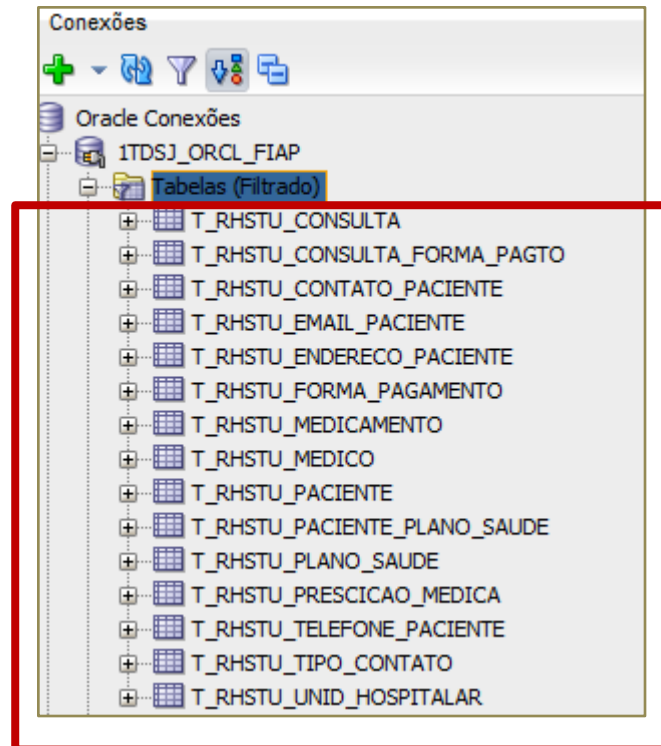 Conexões
Oracle Conexões
1TDSJ_ORCL_FIAP
Tabelas (Filtrado)
T_RHSTU_CONSULTA
T_RHSTU_CONSULTA_FORMA_PAGTO
T_RHSTU_CONTATO_PACIENTE
T_RHSTU_EMAIL_PACIENTE
T_RHSTU_ENDERECO_PACIENTE
T_RHSTU_FORMA_PAGAMENTO
T_RHSTU_MEDICAMENTO
T_RHSTU_MEDICO
T_RHSTU_PACIENTE
T_RHSTU_PACIENTE_PLANO_SAUDE
T_RHSTU_PLANO_SAUDE
T_RHSTU_PRESCICAO_MEDICA
T_RHSTU_TELEFONE_PACIENTE
T_RHSTU_TIPO_CONTATO
T_RHSTU_UNID_HOSPITALAR